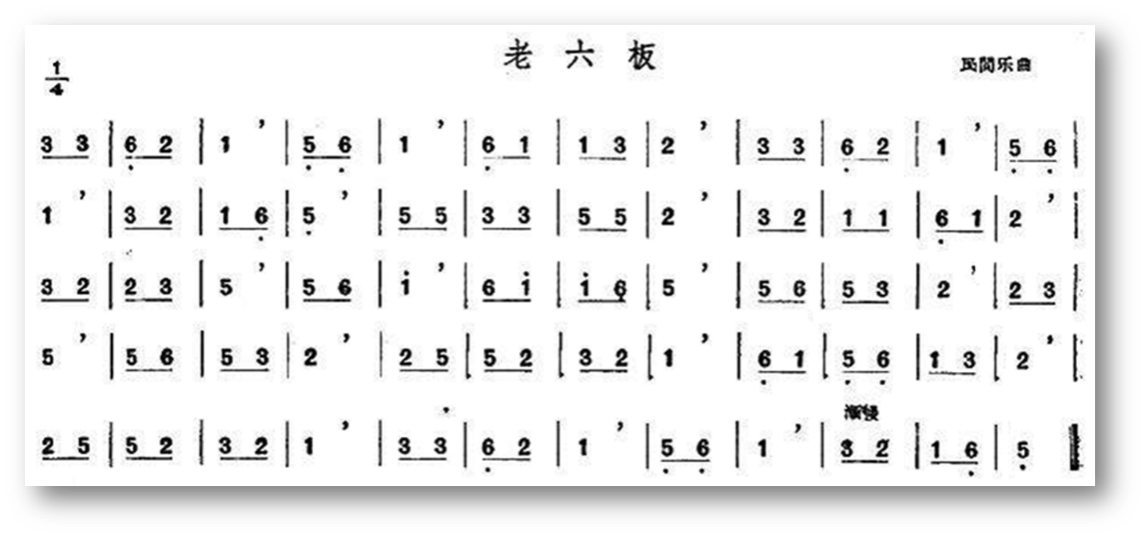 老六板
1/4
民间乐曲
3 3 | 6̣ 2 | 1 ’ | 5̣ 6̣ | 1 ’ | 6̣ 1 | 1 3 | 2 ’ | 3 3 | 6̣ 2 | 1 ’ | 5̣ 6̣ |
1 ’ | 3 2 | 1 6̣ | 5̣ ’ | 5 5 | 3 3 | 5 5 | 2 ’ | 3 2 | 1 1 | 6̣ 1 | 2 ’ |
3 2 | 2 3 | 5 ’ | 5 6 | 1̇ ’ | 6 1̇ | 1̇ 6 | 5 ’ | 5 6 | 5 3 | 2 ’ | 2 3 |
5 ’ | 5 6 | 5 3 | 2 ’ | 2 5 | 5 2 | 3 2 | 1 ’ | 6̣ 1 | 5̣ 6̣ | 1 3 | 2 ’ |
渐慢
2 5 | 5 2 | 3 2 | 1 ’ | 3 3 | 6̣ 2 | 1 ’ | 5̣ 6̣ | 1 ’ | 3 2 | 1 6̣ | 5̣ ‖